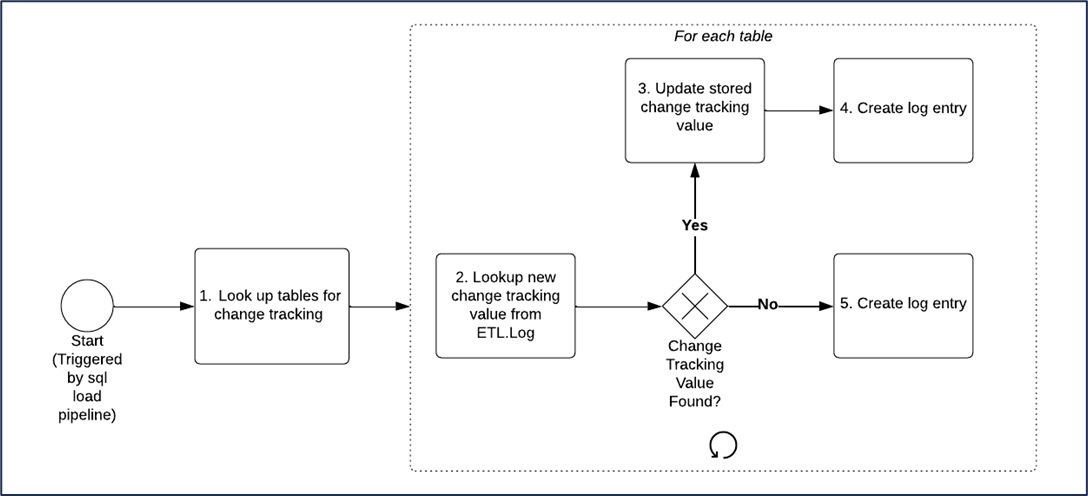 For each table
3. Update stored
change tracking
value
4. Create log entry
Yes
1. Look up tables for
change tracking
2. Lookup new
change tracking
value from
ETL.Log
No
5. Create log entry
Start
(Triggered
by sql
load
pipeline)
Change
Tracking
Value
Found?